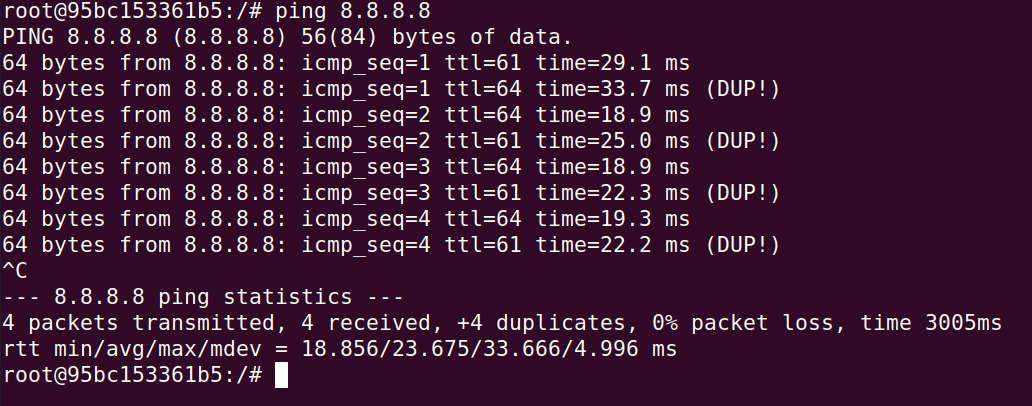 root@95bc153361b5:/# ping 8.8.8.8
PING 8.8.8.8 (8.8.8.8) 56(84) bytes of data.
64 bytes from 8.8.8.8: icmp_seq=1 ttl=61 time=29.1 ms
64 bytes from 8.8.8.8: icmp_seq=1 ttl=64 time=33.7 ms (DUP!)
64 bytes from 8.8.8.8: icmp_seq=2 ttl=64 time=18.9 ms
64 bytes from 8.8.8.8: icmp_seq=2 ttl=61 time=25.0 ms (DUP!)
64 bytes from 8.8.8.8: icmp_seq=3 ttl=64 time=18.9 ms
64 bytes from 8.8.8.8: icmp_seq=3 ttl=61 time=22.3 ms (DUP!)
64 bytes from 8.8.8.8: icmp_seq=4 ttl=64 time=19.3 ms
64 bytes from 8.8.8.8: icmp_seq=4 ttl=61 time=22.2 ms (DUP!)
^C
--- 8.8.8.8 ping statistics ---
4 packets transmitted, 4 received, +4 duplicates, 0% packet loss, time 3005ms
rtt min/avg/max/mdev = 18.856/23.675/33.666/4.996 ms
root@95bc153361b5:/#